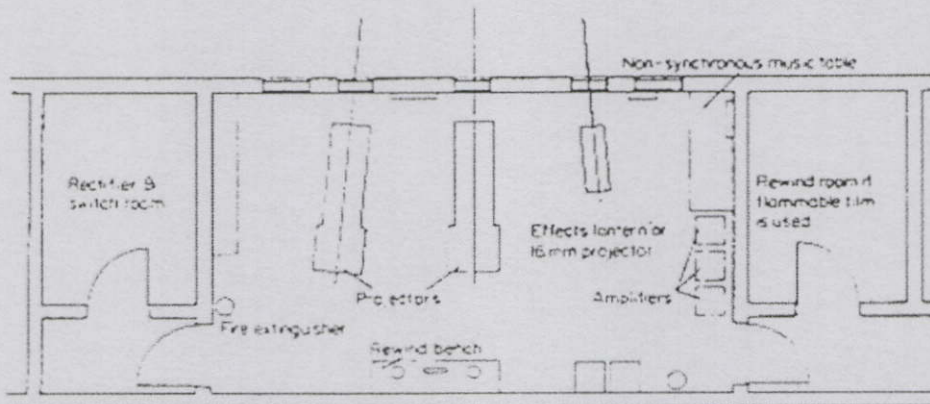 Non-synchronous music table
Rectifier &
switch room
Rewind room if
flammable film
is used
Effects lantern or
16mm projector
Projectors
Amplifiers
Fire extinguisher
Rewind bench